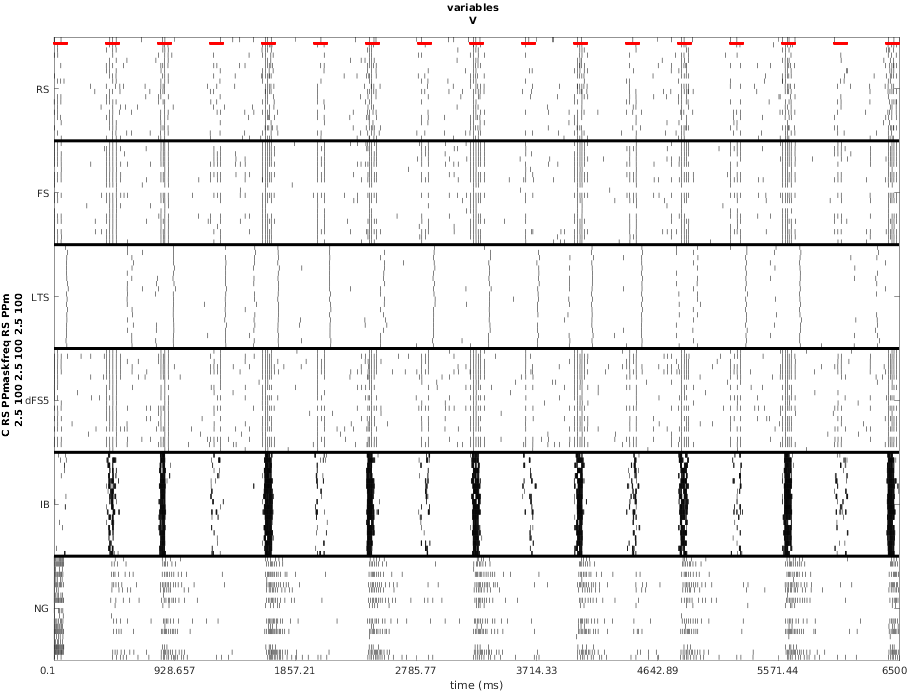 variables
V
RS
FS
LTS
dFS5
IB
NG
C RS PPmaskfreq RS PPm
2.5 100 2.5 100 2.5 100
0.1 928.657 1857.21 2785.77 3714.33 4642.89 5571.44 6500
time (ms)